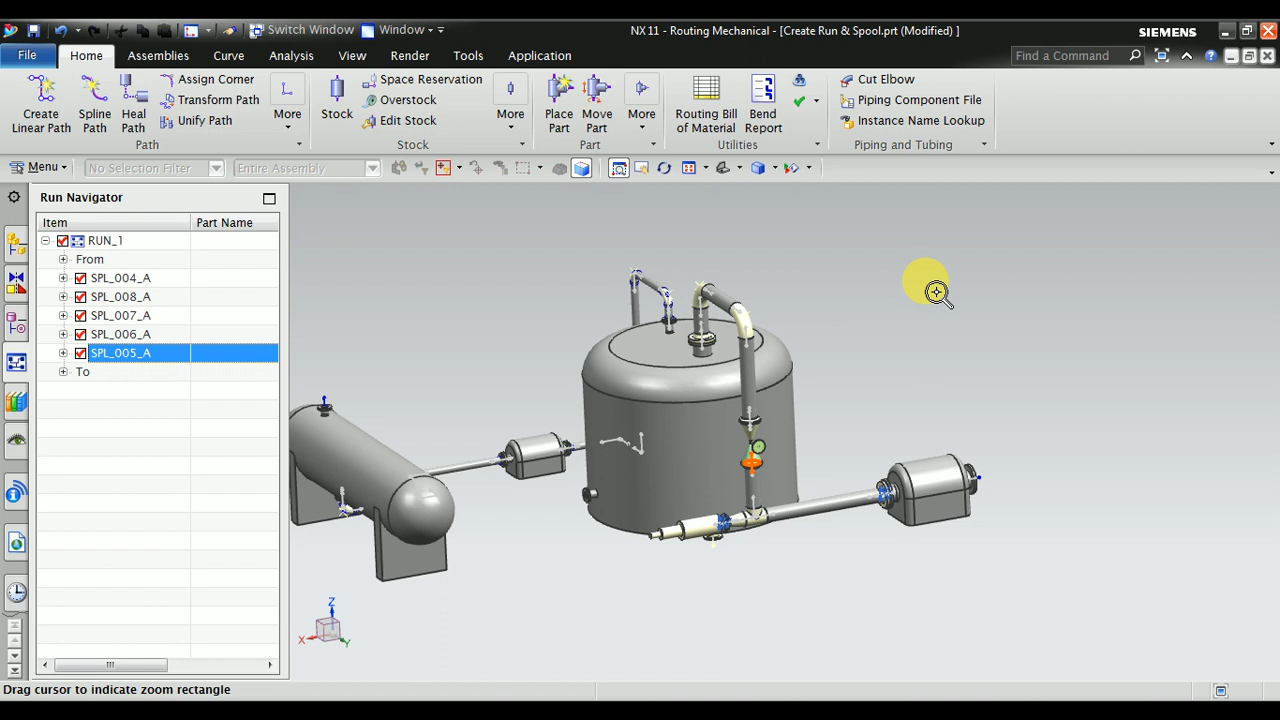 Switch Window Window NX 11 - Routing Mechanical - [Create Run & Spool.prt (Modified) ] SIEMENS
File Home Assemblies Curve Analysis View Render Tools Application Find a Command
Create Linear Path
Spline Path
Heal Path
Assign Corner
Transform Path
Unify Path
More
Path
Stock
Space Reservation
Overstock
Edit Stock
More
Stock
Place Part
Move Part
More
Part
Routing Bill of Material
Bend Report
Utilities
Cut Elbow
Piping Component File
Instance Name Lookup
Piping and Tubing
Menu No Selection Filter Entire Assembly
Run Navigator
Item Part Name
RUN_1
From
SPL_004_A
SPL_008_A
SPL_007_A
SPL_006_A
SPL_005_A
To
Z
X
Y
Drag cursor to indicate zoom rectangle